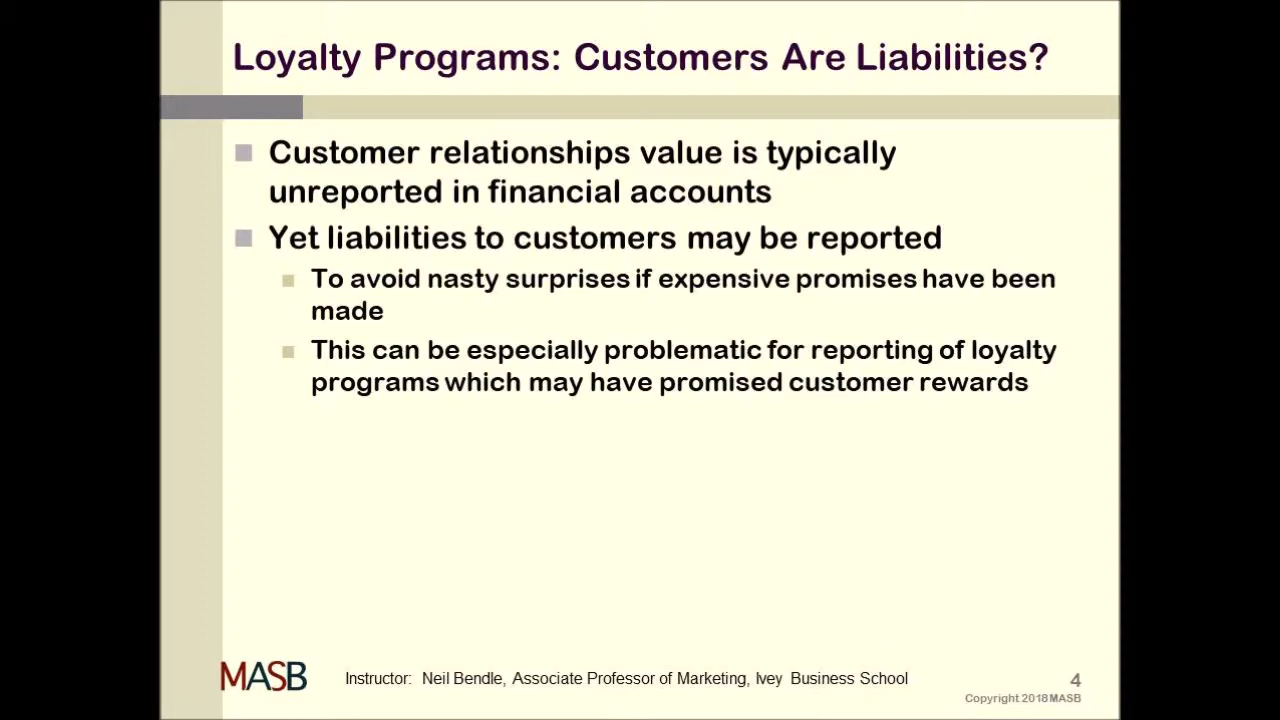 Loyalty Programs: Customers Are Liabilities?
Customer relationships value is typically
unreported in financial accounts
Yet liabilities to customers may be reported
To avoid nasty surprises if expensive promises have been
made
This can be especially problematic for reporting of loyalty
programs which may have promised customer rewards
MASB
Instructor: Neil Bendle, Associate Professor of Marketing, Ivey Business School
4
Copyright 2018 MASB